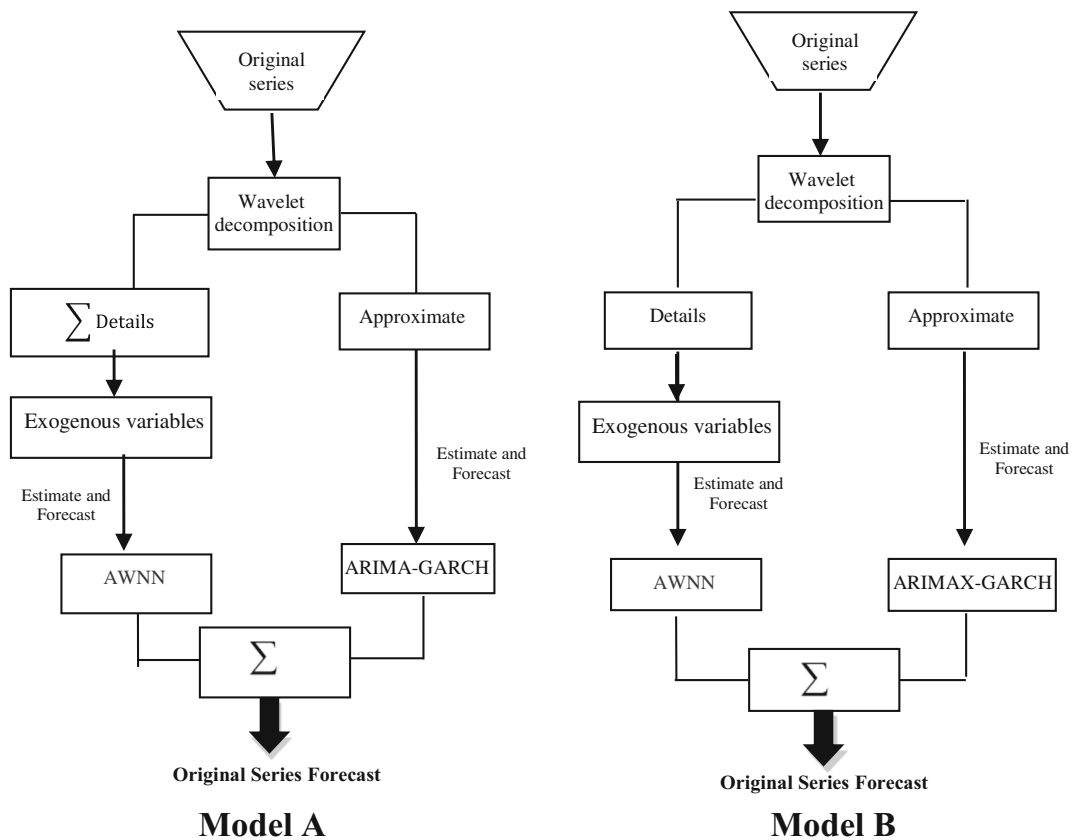 Original
series
Wavelet
decomposition
∑ Details
Approximate
Exogenous variables
Estimate and
Forecast
Estimate and
Forecast
AWNN
ARIMA-GARCH
∑
Original Series Forecast
Model A
Original
series
Wavelet
decomposition
Details
Approximate
Exogenous variables
Estimate and
Forecast
Estimate and
Forecast
AWNN
ARIMAX-GARCH
∑
Original Series Forecast
Model B